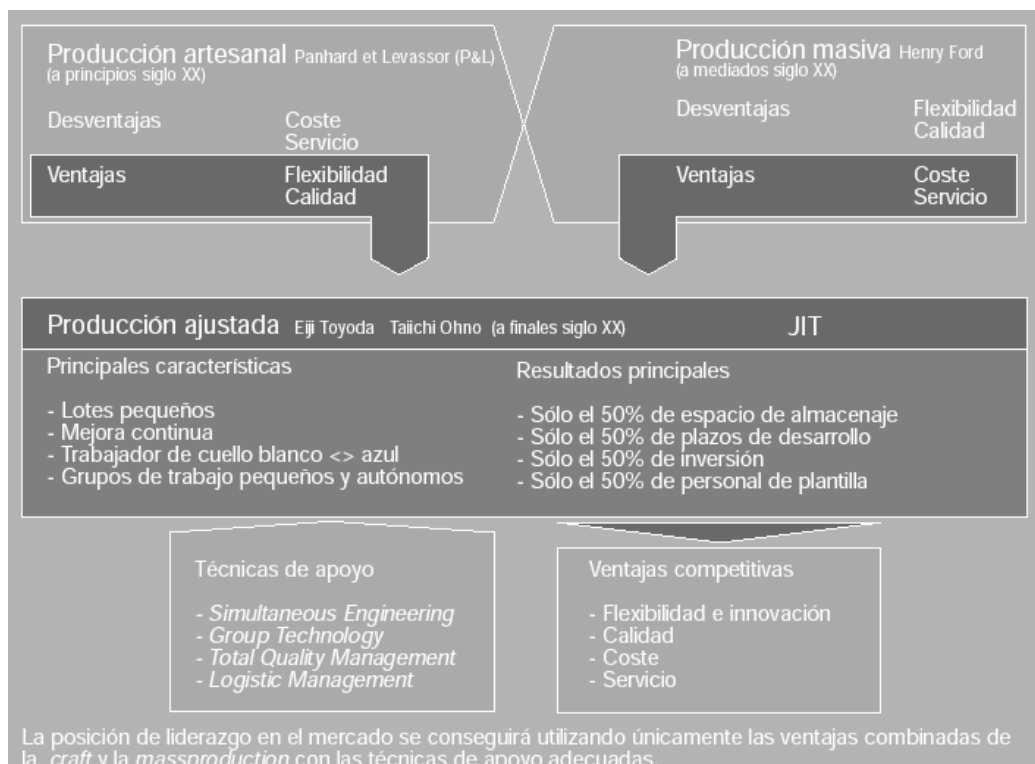 Producción artesanal Panhard et Levassor (P&L)
(a principios siglo XX)
Desventajas Coste
Servicio
Ventajas Flexibilidad
Calidad
Producción masiva Henry Ford
(a mediados siglo XX)
Desventajas Flexibilidad
Calidad
Ventajas Coste
Servicio
Producción ajustada Eiji Toyoda Taiichi Ohno (a finales siglo XX) JIT
Principales características
- Lotes pequeños
- Mejora continua
- Trabajador de cuello blanco <> azul
- Grupos de trabajo pequeños y autónomos
Resultados principales
- Sólo el 50% de espacio de almacenaje
- Sólo el 50% de plazos de desarrollo
- Sólo el 50% de inversión
- Sólo el 50% de personal de plantilla
Técnicas de apoyo
- Simultaneous Engineering
- Group Technology
- Total Quality Management
- Logistic Management
Ventajas competitivas
- Flexibilidad e innovación
- Calidad
- Coste
- Servicio
La posición de liderazgo en el mercado se conseguirá utilizando únicamente las ventajas combinadas de
la craft y la massproduction con las técnicas de apoyo adecuadas.